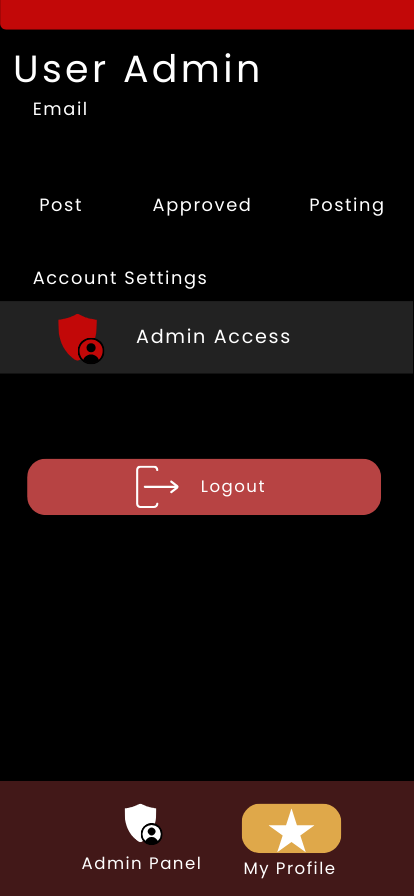 User Admin
Email
Post Approved Posting
Account Settings
Admin Access
Logout
Admin Panel My Profile